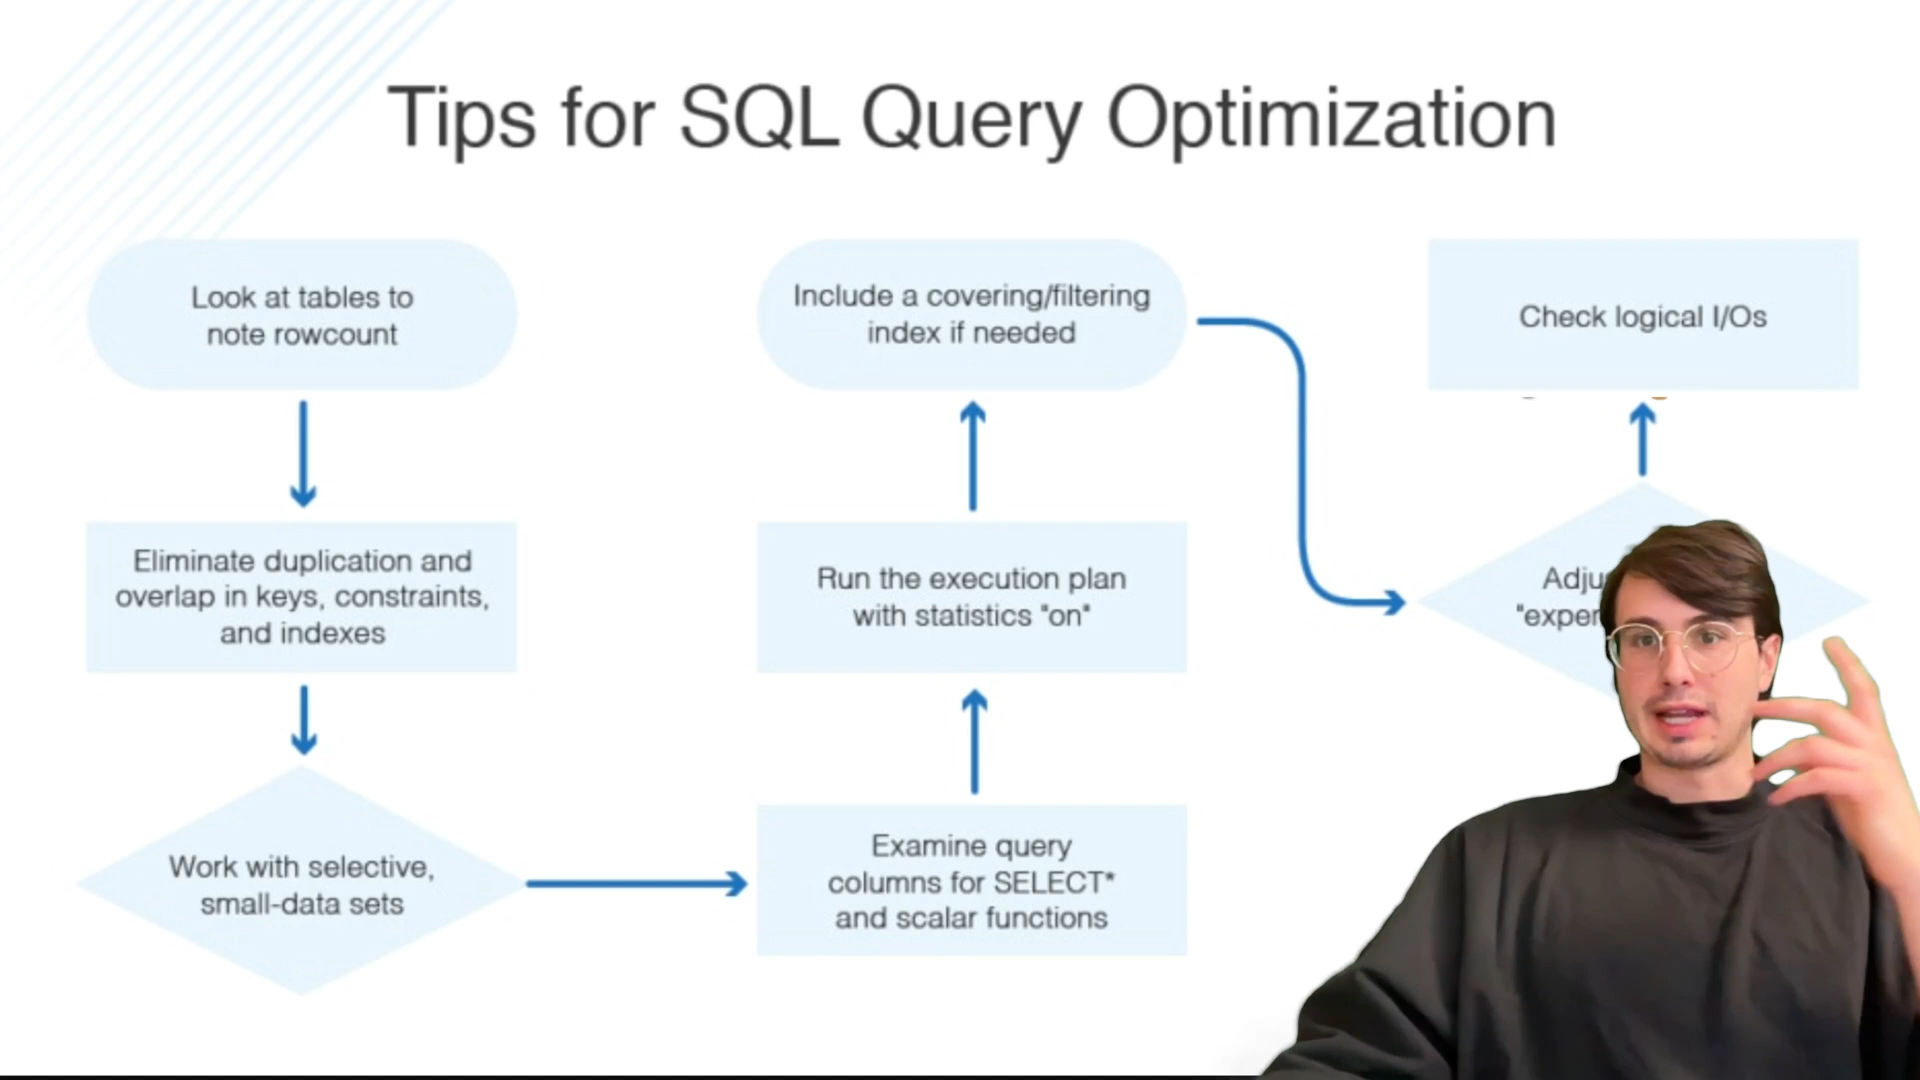 Tips for SQL Query Optimization
Look at tables to
note rowcount
Eliminate duplication and
overlap in keys, constraints,
and indexes
Work with selective,
small-data sets
Examine query
columns for SELECT*
and scalar functions
Run the execution plan
with statistics "on"
Include a covering/filtering
index if needed
Check logical I/Os